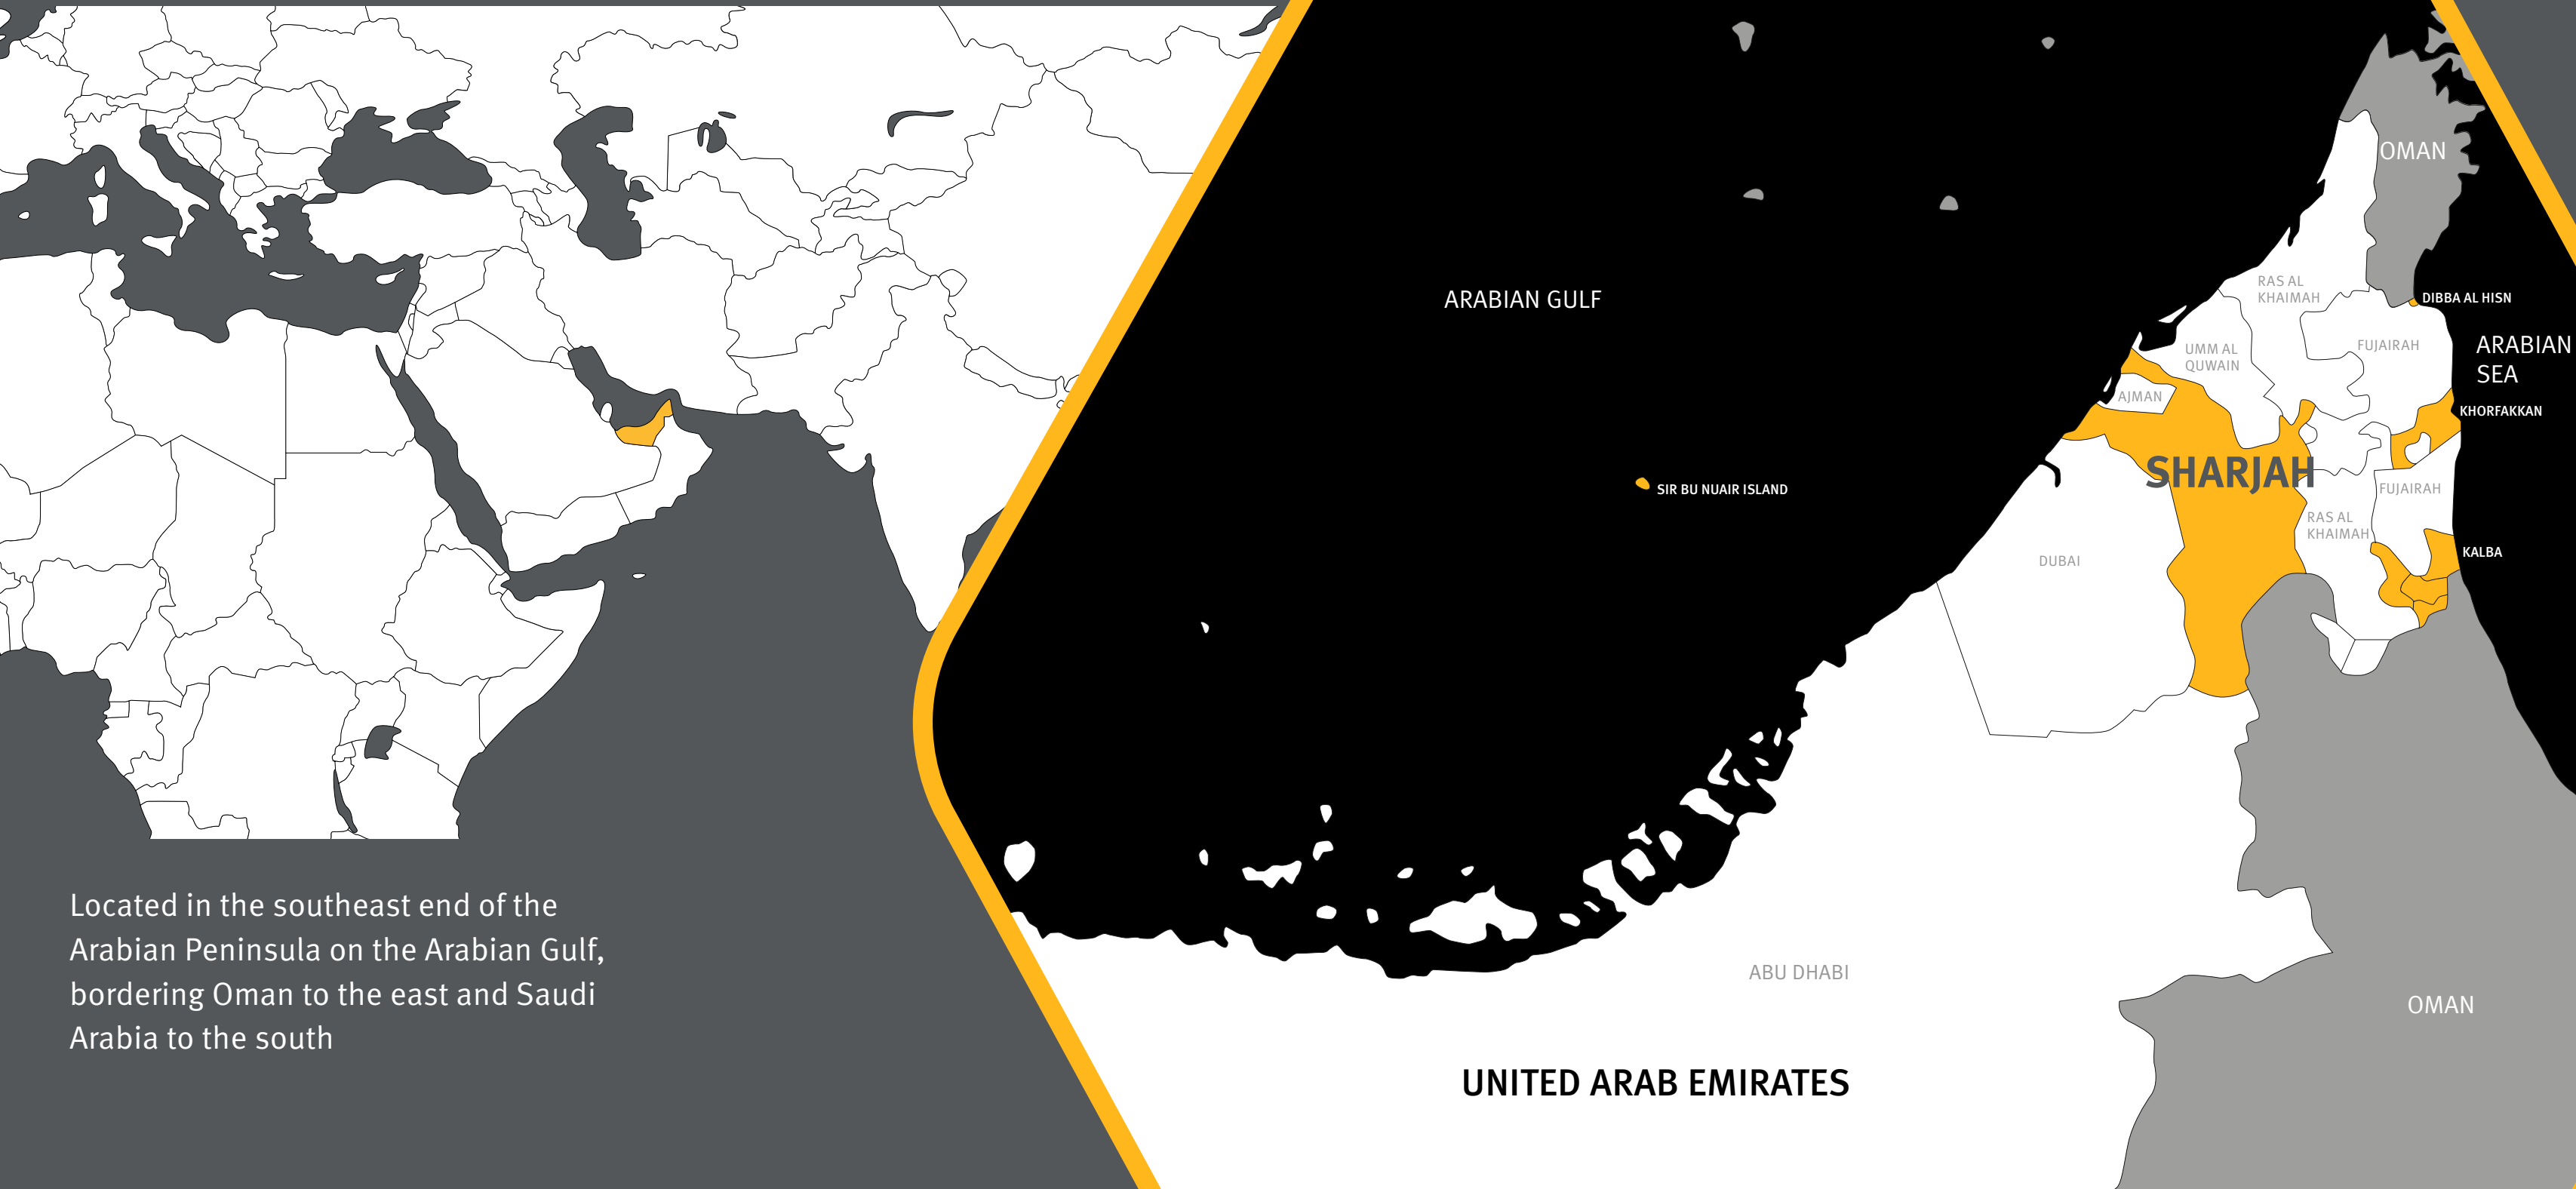 Located in the southeast end of the
Arabian Peninsula on the Arabian Gulf,
bordering Oman to the east and Saudi
Arabia to the south
OMAN
ARABIAN GULF
RAS AL
KHAIMAH
DIBBA AL HISN
UMM AL
QUWAIN
FUJAIRAH
ARABIAN
SEA
AJMAN
KHORFAKKAN
SHARJAH
SIR BU NUAIR ISLAND
FUJAIRAH
RAS AL
KHAIMAH
KALBA
DUBAI
ABU DHABI
OMAN
UNITED ARAB EMIRATES